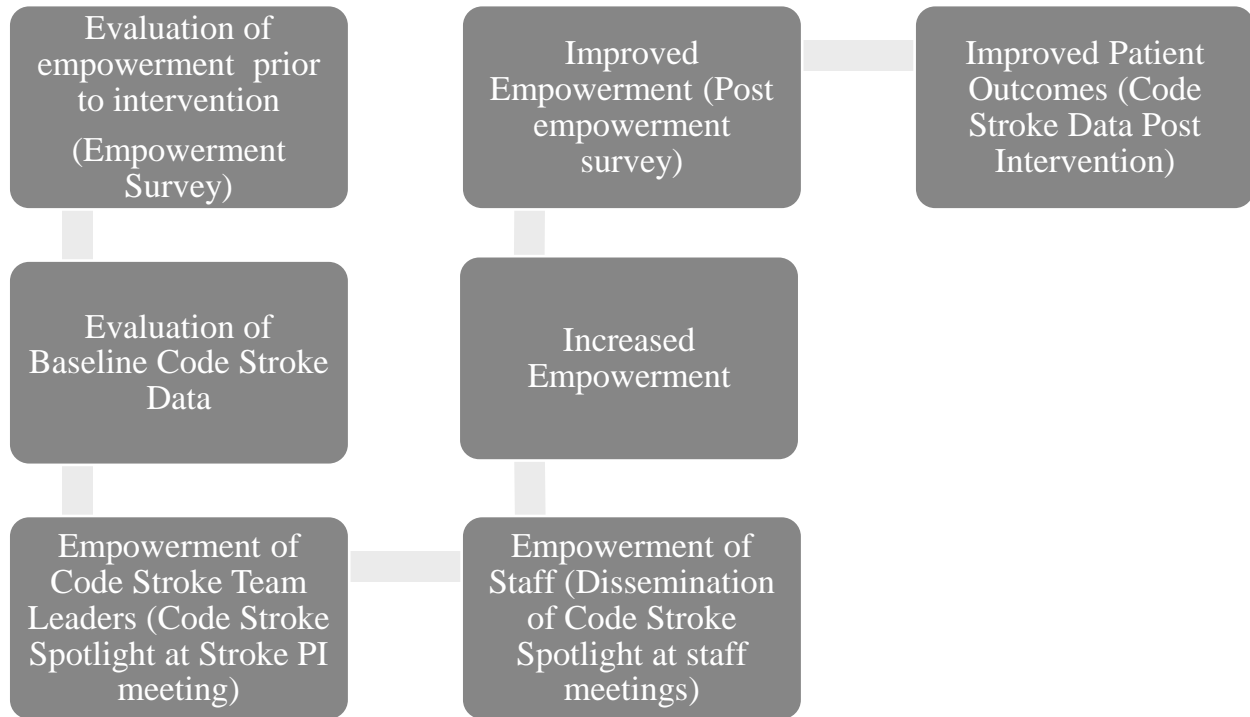 Evaluation of
empowerment  prior
to intervention
(Empowerment
Survey)
Evaluation of
Baseline Code Stroke
Data
Empowerment of
Code Stroke Team
Leaders (Code Stroke
Spotlight at Stroke PI
meeting)
Empowerment of
Staff (Dissemination
of Code Stroke
Spotlight at staff
meetings)
Increased
Empowerment
Improved
Empowerment (Post
empowerment
survey)
Improved Patient
Outcomes (Code
Stroke Data Post
Intervention)